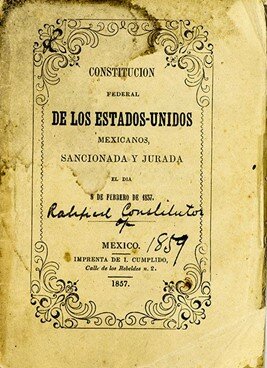 CONSTITUCION
FEDERAL
DE LOS ESTADOS-UNIDOS
MEXICANOS,
SANCIONADA Y JURADA
EL DIA
5 DE FEBRERO DE 1857.
of
MEXICO. 1859
IMPRENTA DE I. CUMPLIDO,
Calle de los Rebeldes n. 2.
1857.